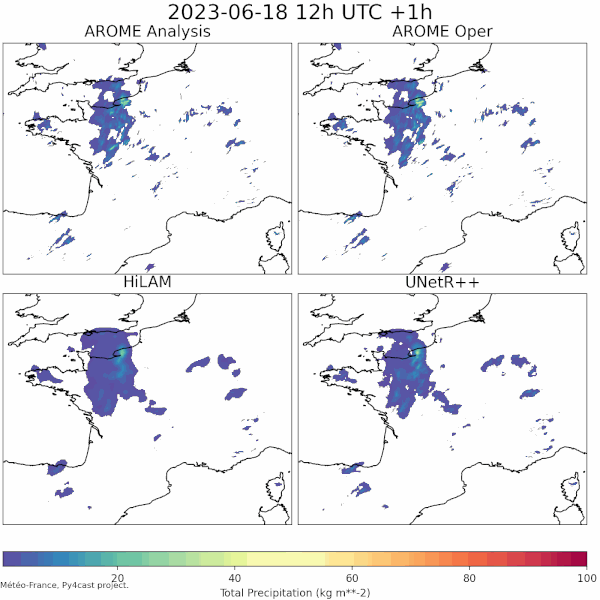 2023-06-18 12h UTC +1h
AROME Analysis
AROME Oper
HiLAM
UNetR++
20 40 60 80 100
Météo-France, Py4cast project.
Total Precipitation (kg m**-2)